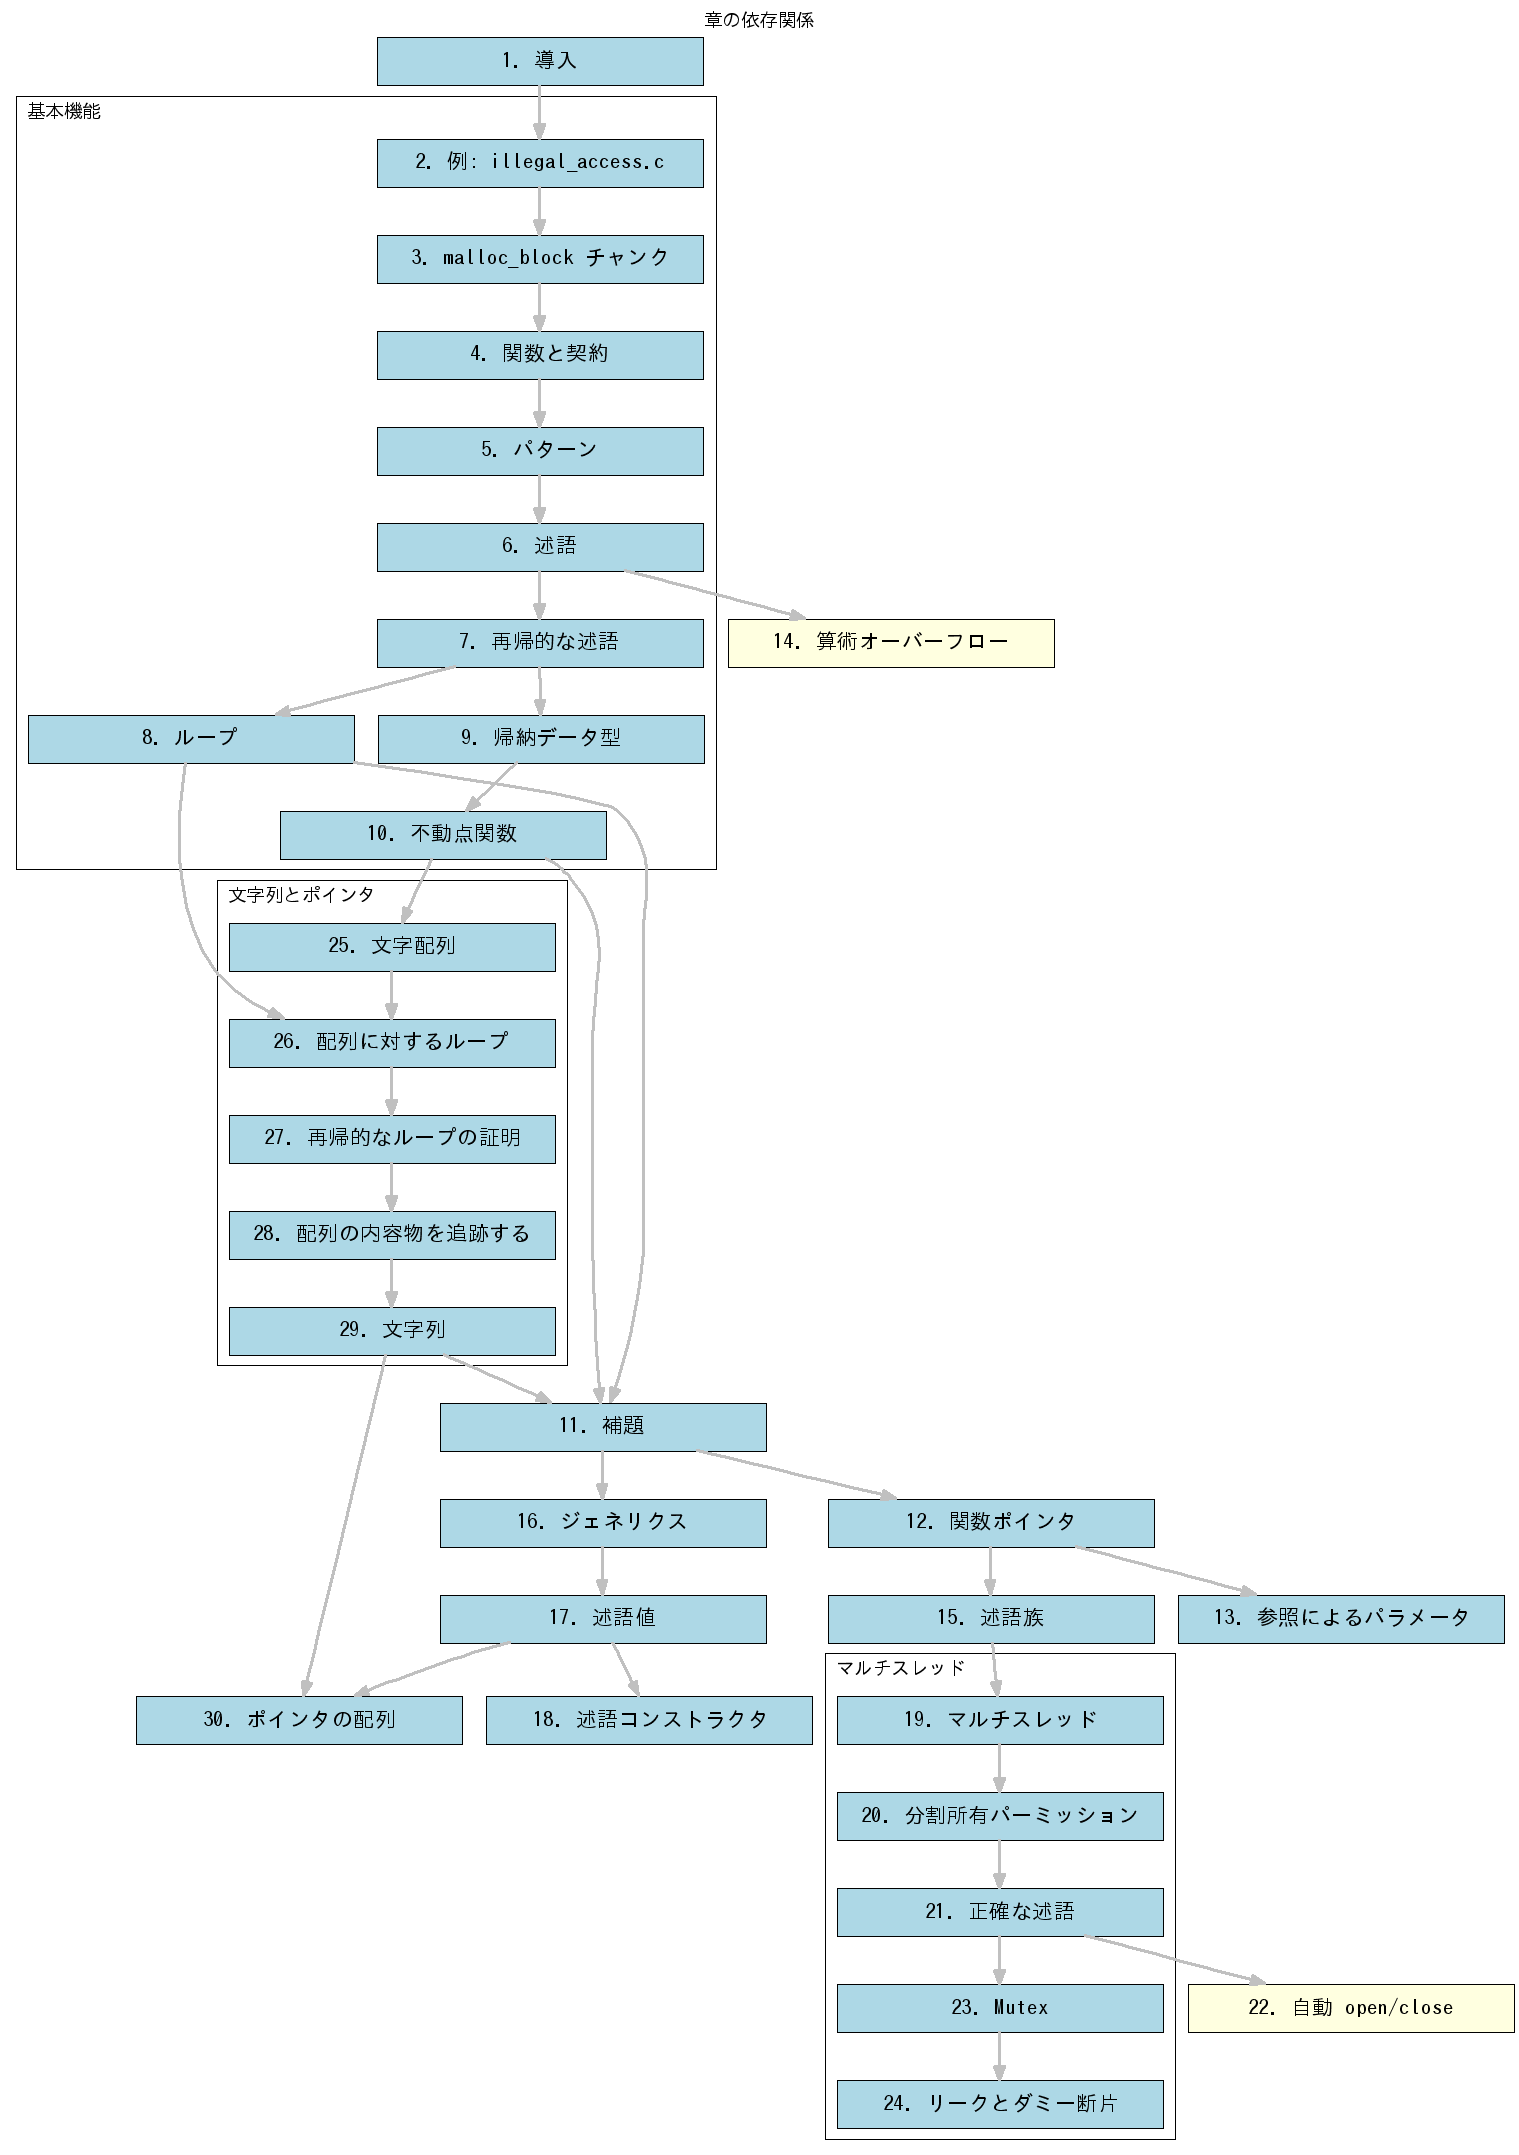 章の依存関係
1. 導入
基本機能
2. 例: illegal_access.c
3. malloc_block チャンク
4. 関数と契約
5. パターン
6. 述語
7. 再帰的な述語
14. 算術オーバーフロー
8. ループ
9. 帰納データ型
10. 不動点関数
文字列とポインタ
25. 文字配列
26. 配列に対するループ
27. 再帰的なループの証明
28. 配列の内容物を追跡する
29. 文字列
11. 補題
16. ジェネリクス
12. 関数ポインタ
17. 述語値
15. 述語族
13. 参照によるパラメータ
マルチスレッド
30. ポインタの配列
18. 述語コンストラクタ
19. マルチスレッド
20. 分割所有パーミッション
21. 正確な述語
23. Mutex
22. 自動 open/close
24. リークとダミー断片